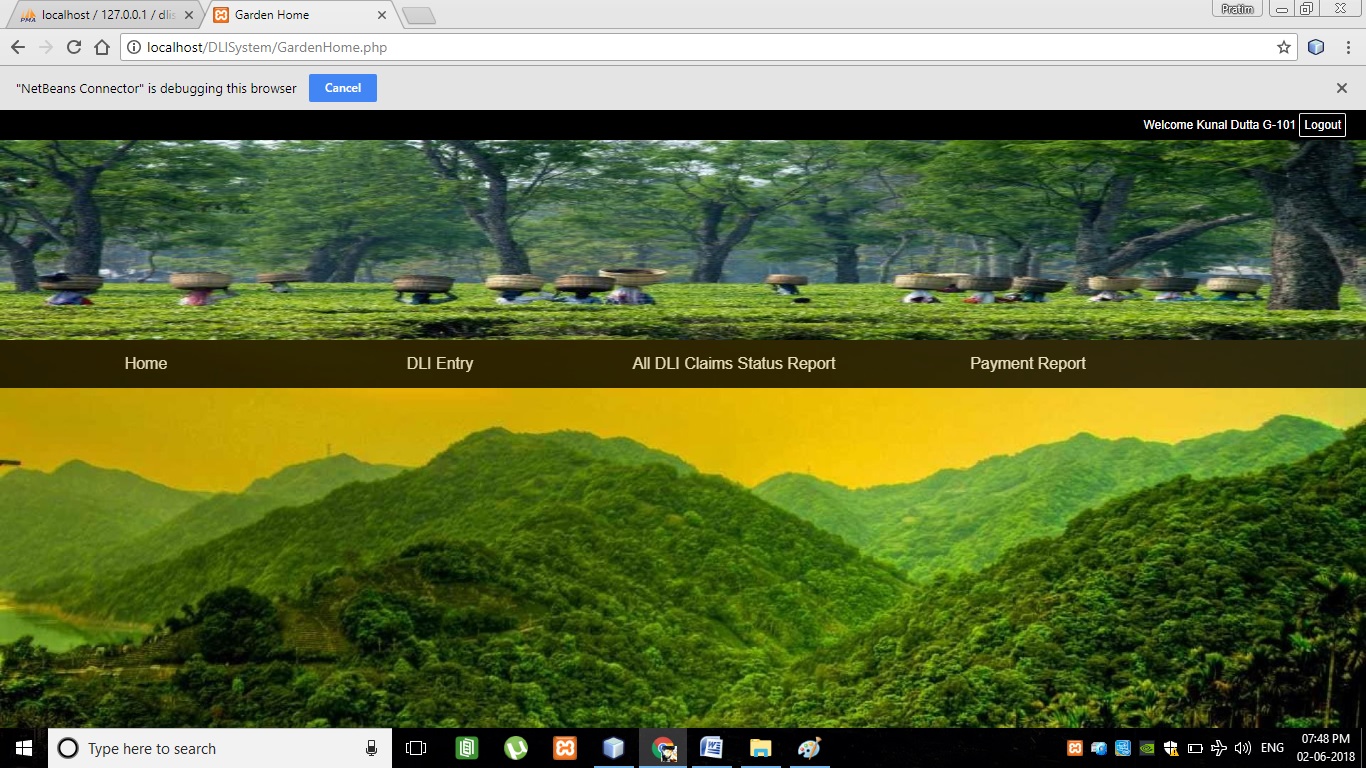 localhost / 127.0.0.1 / dlis
Garden Home
Pratim
localhost/DLISystem/GardenHome.php
"NetBeans Connector" is debugging this browser
Cancel
Welcome Kunal Dutta G-101 Logout
Home DLI Entry All DLI Claims Status Report Payment Report
Type here to search
ENG
07:48 PM
02-06-2018